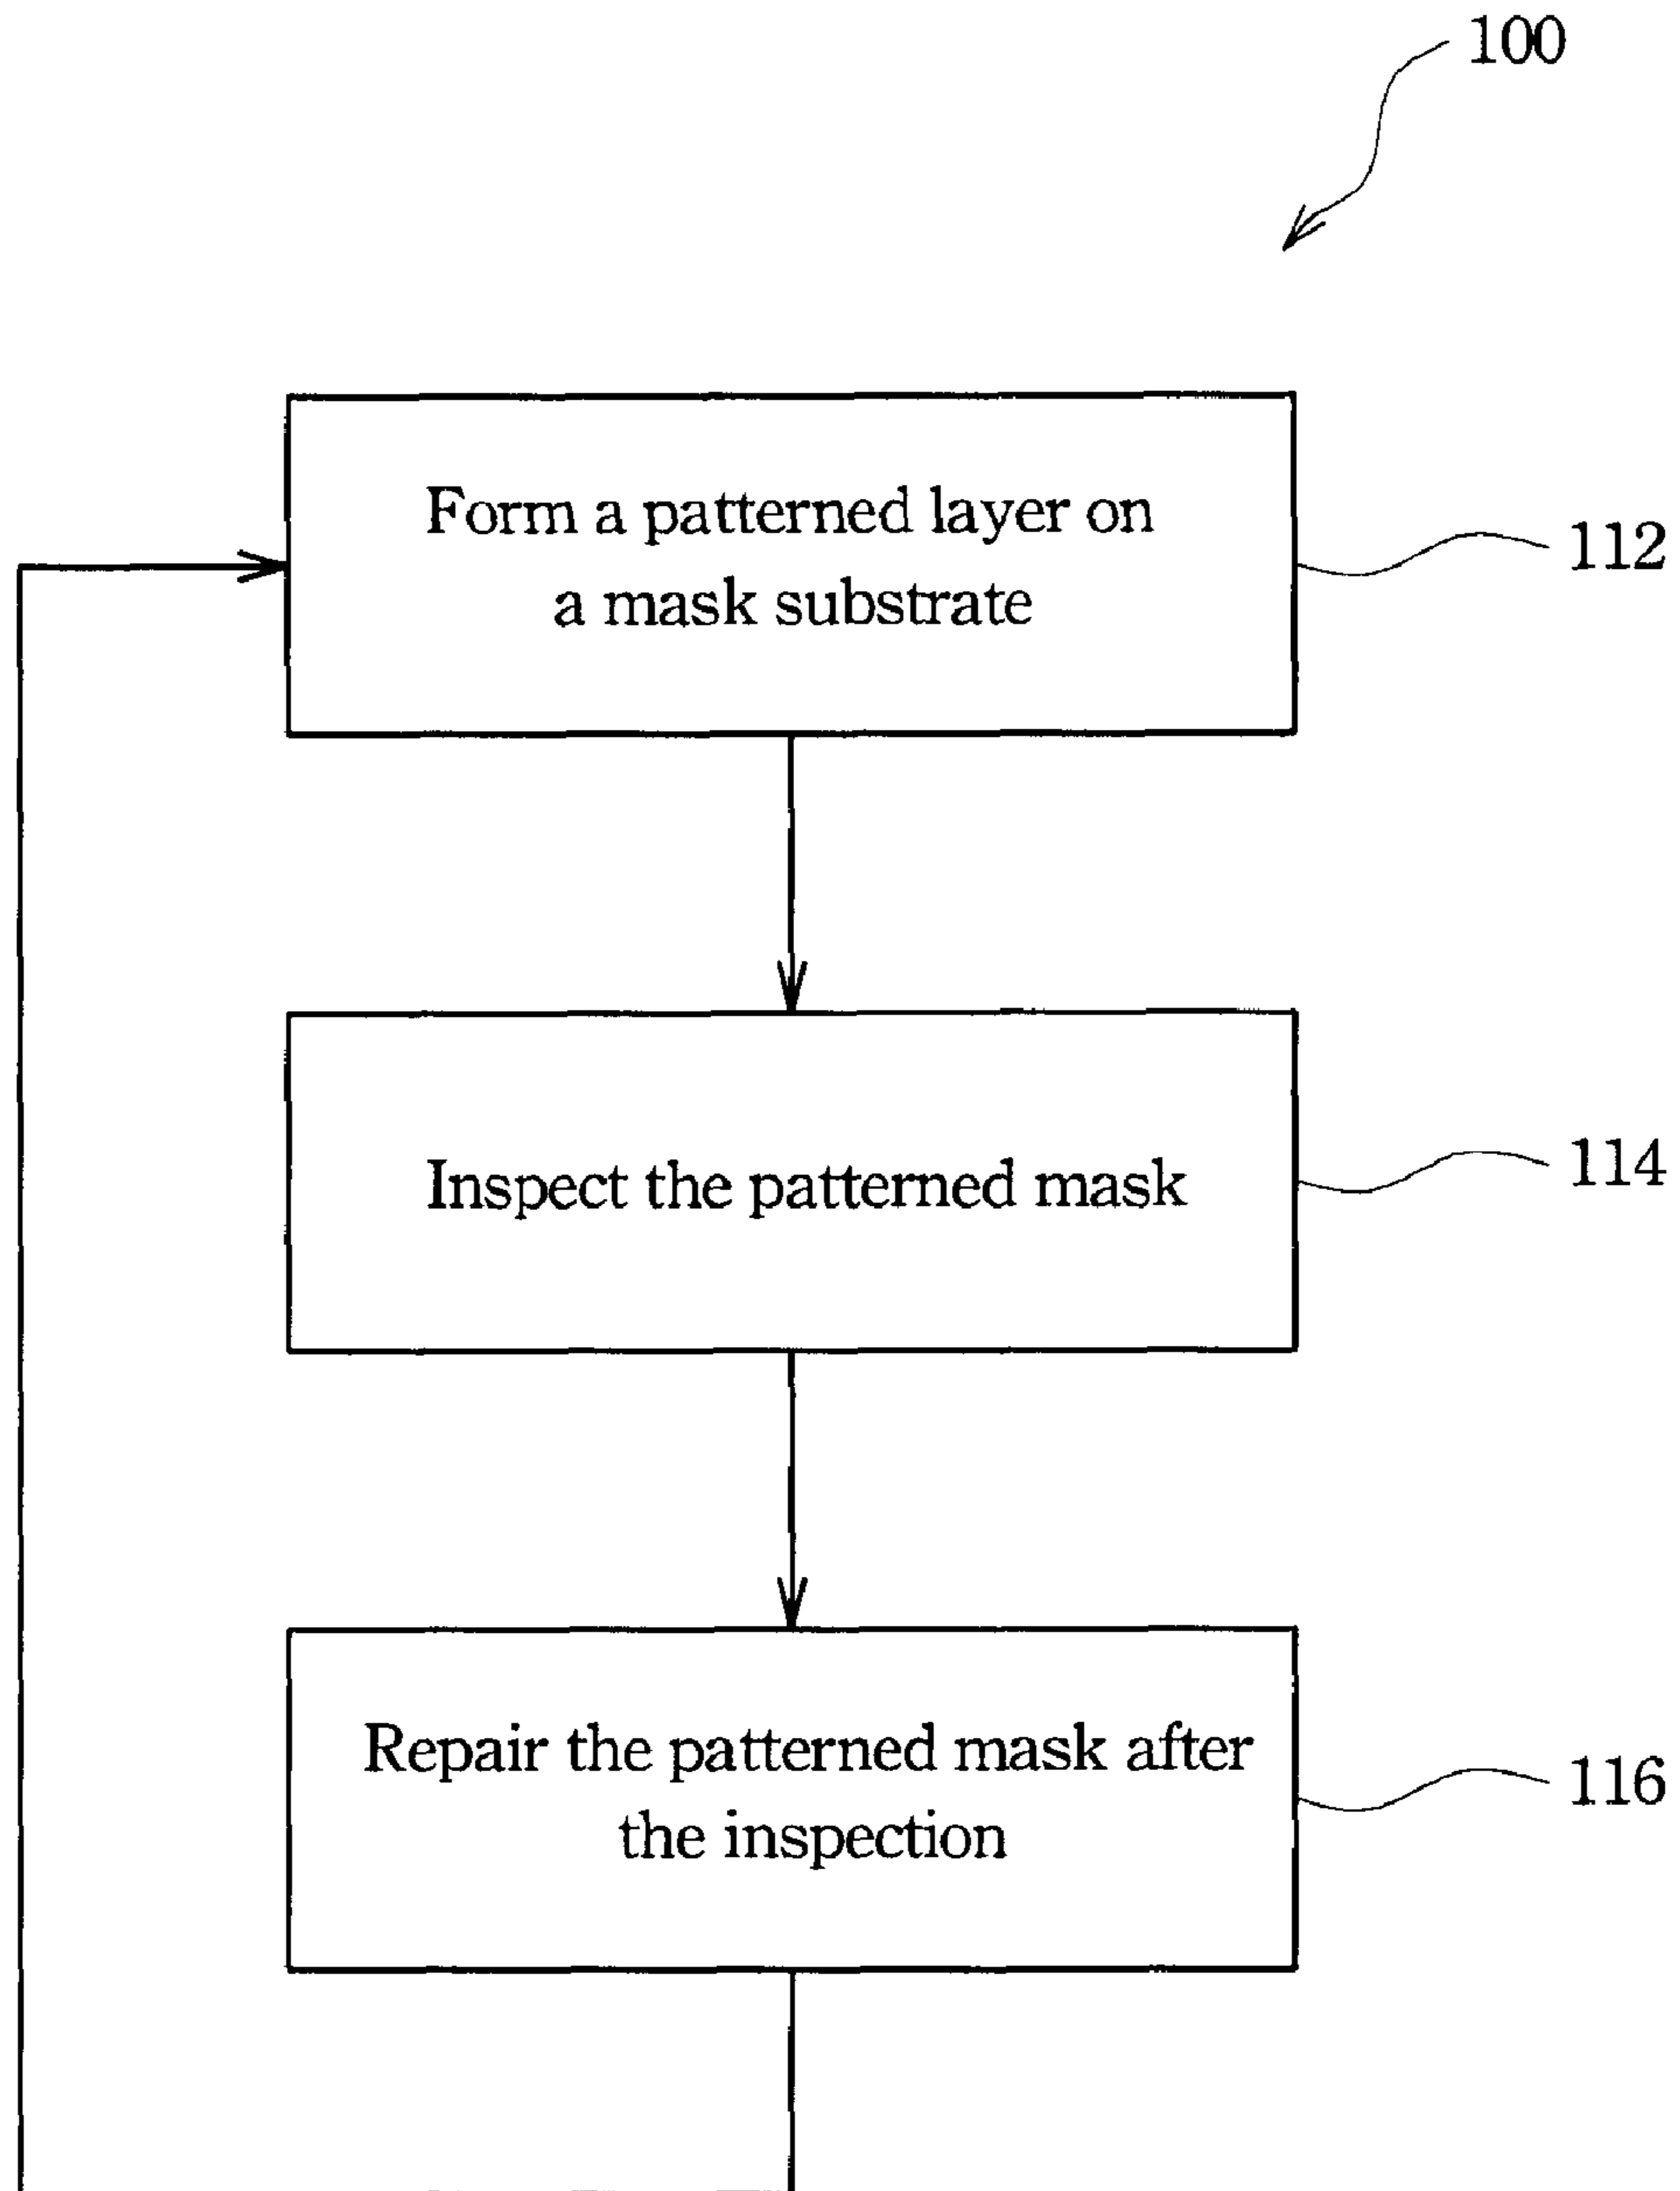 100
Form a patterned layer on
a mask substrate
112
Inspect the patterned mask
114
Repair the patterned mask after
the inspection
116